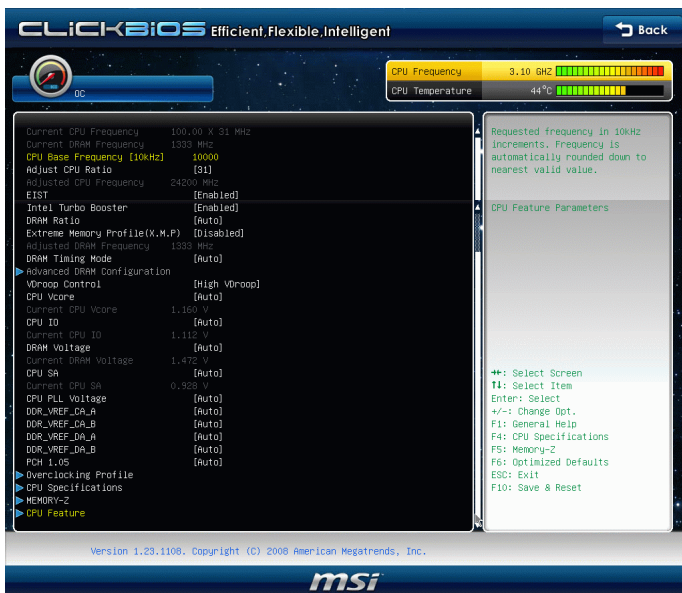 CLiCKBIOS Efficient,Flexible,Intelligent
Back
OC
CPU Frequency 3.10 GHZ
CPU Temperature 44°C
Current CPU Frequency 100.00 X 31 MHz
Current DRAM Frequency 1333 MHz
CPU Base Frequency [10kHz] 10000
Adjust CPU Ratio [31]
Adjusted CPU Frequency 24200 MHz
EIST [Enabled]
Intel Turbo Booster [Enabled]
DRAM Ratio [Auto]
Extreme Memory Profile(X.M.P) [Disabled]
Adjusted DRAM Frequency 1333 MHz
DRAM Timing Mode [Auto]
Advanced DRAM Configuration
VDroop Control [High VDroop]
CPU Vcore [Auto]
Current CPU Vcore 1.160 V
CPU IO [Auto]
Current CPU IO 1.112 V
DRAM Voltage [Auto]
Current DRAM Voltage 1.472 V
CPU SA [Auto]
Current CPU SA 0.928 V
CPU PLL Voltage [Auto]
DDR_VREF_CA_A [Auto]
DDR_VREF_CA_B [Auto]
DDR_VREF_DA_A [Auto]
DDR_VREF_DA_B [Auto]
PCH 1.05 [Auto]
Overclocking Profile
CPU Specifications
MEMORY-Z
CPU Feature
Requested frequency in 10kHz
increments. Frequency is
automatically rounded down to
nearest valid value.
CPU Feature Parameters
→←: Select Screen
↑↓: Select Item
Enter: Select
+/-: Change Opt.
F1: General Help
F4: CPU Specifications
F5: Memory-Z
F6: Optimized Defaults
ESC: Exit
F10: Save & Reset
Version 1.23.1108. Copyright (C) 2008 American Megatrends, Inc.
msi